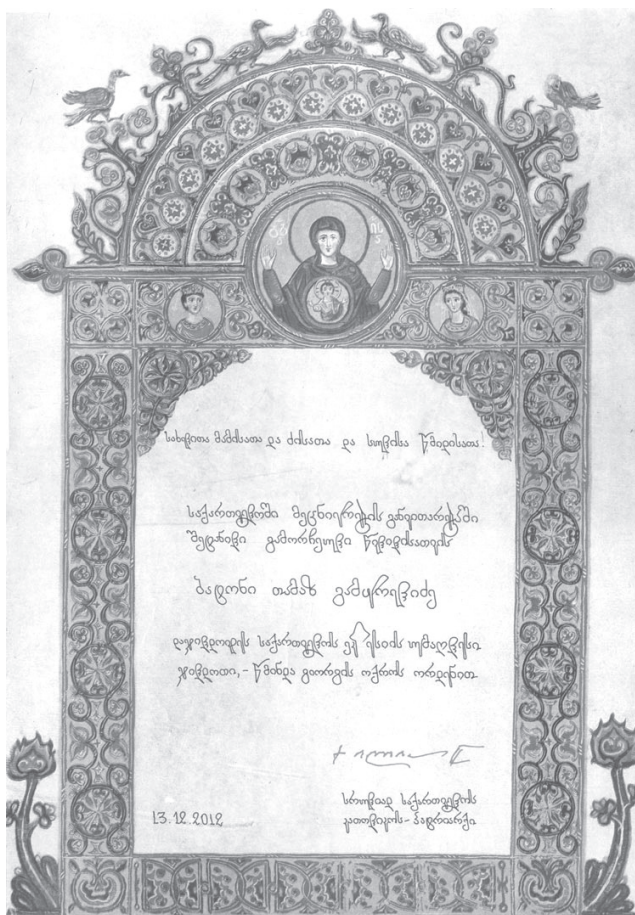 სახელითა მამისათა და ძისათა და სულისა წმიდისათა!
საქართველოში მეცნიერების განვითარებაში
შეტანილი გამორჩეული წვლილისათვის
ბატონი თამაზ გამყრელიძე
დაჯილდოვდეს საქართველოს ეკლესიის უმაღლესი
ჯილდოთი, - წმინდა გიორგის ოქროს ორდენით
სრულიად საქართველოს
კათოლიკოს - პატრიარქი
13.12.2012